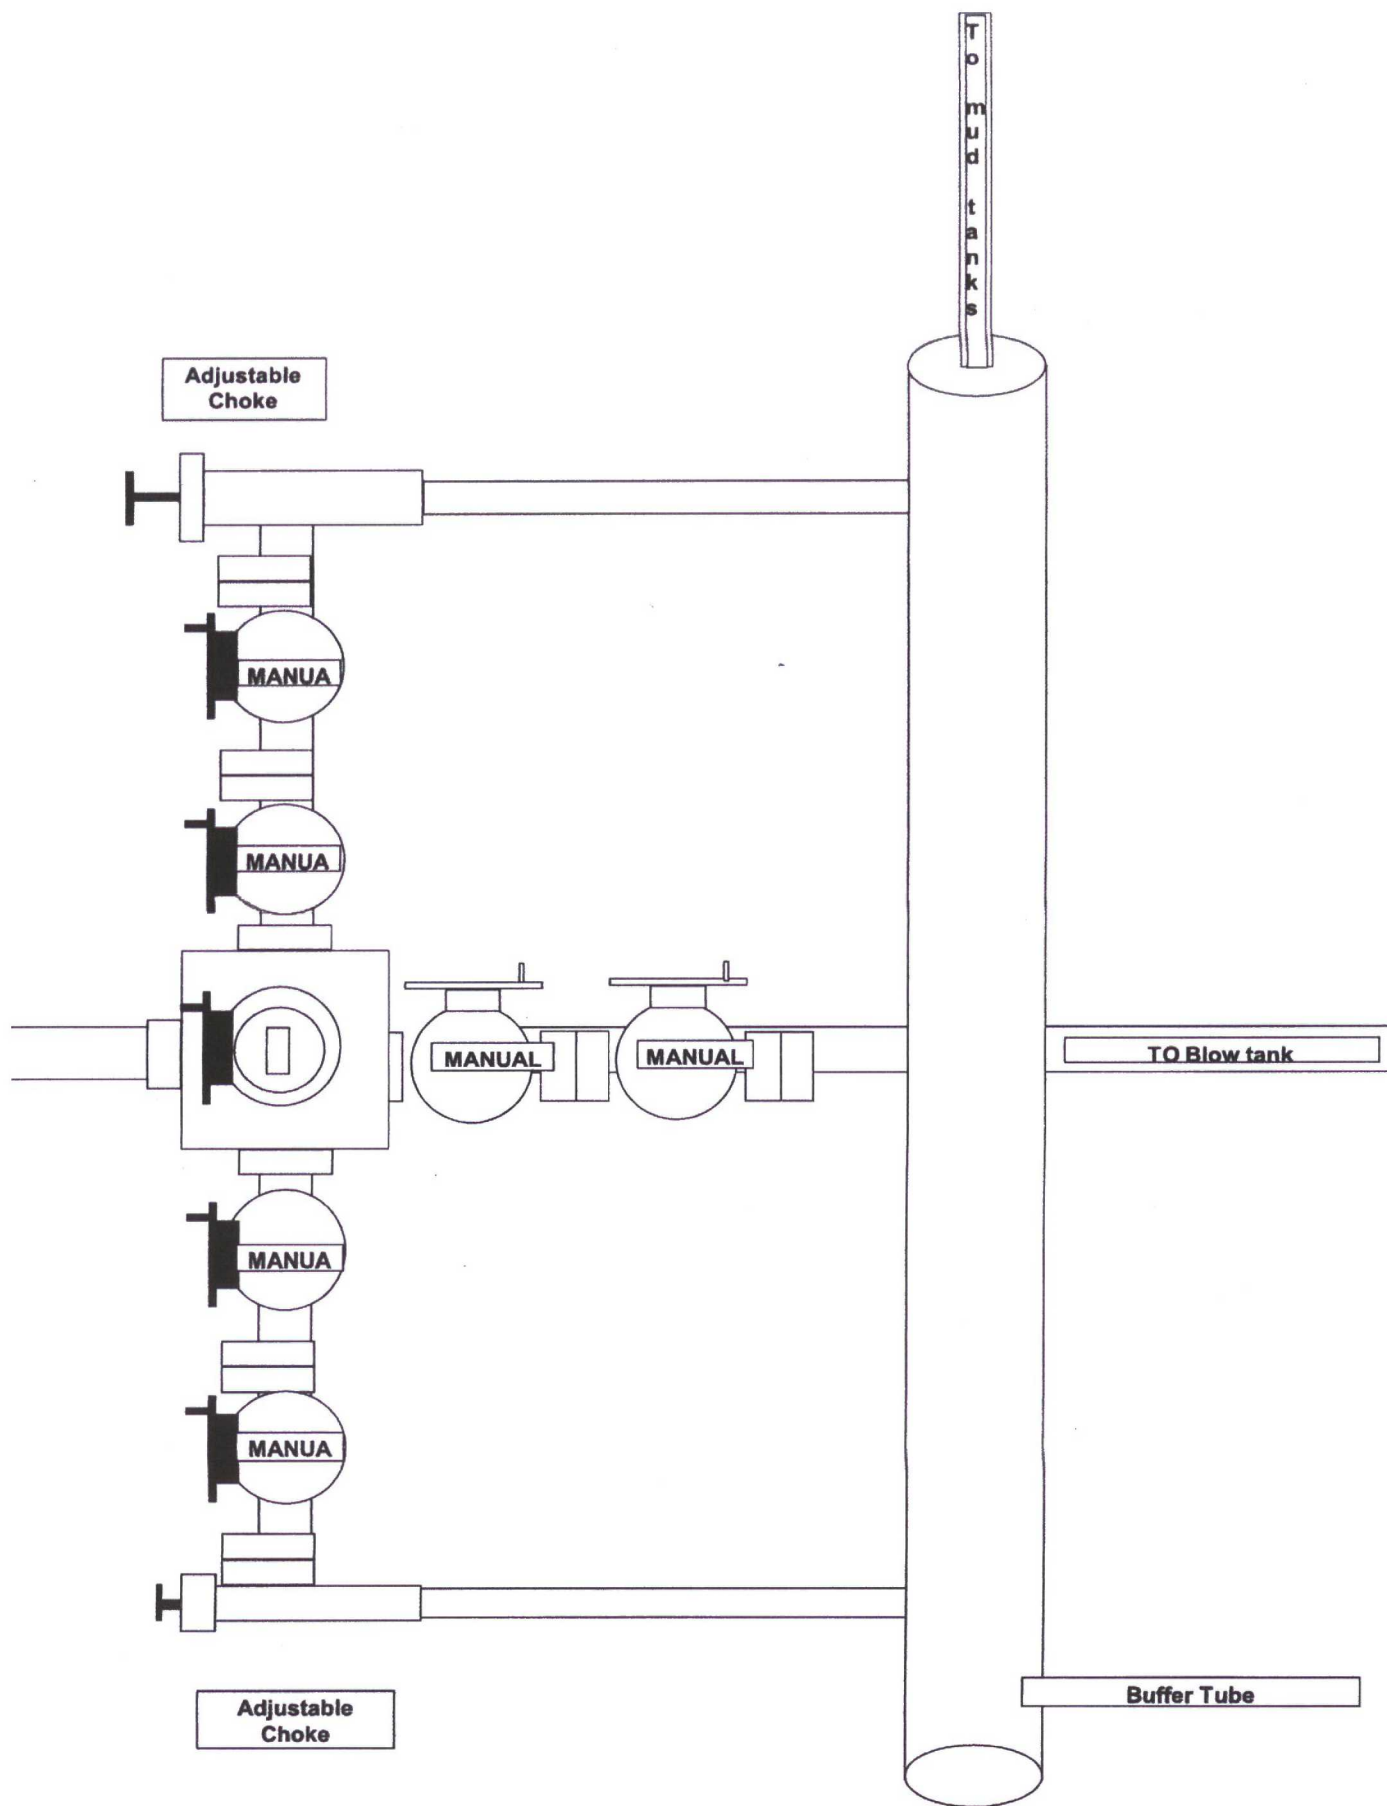 To mud tanks
Adjustable
Choke
MANUA
MANUA
MANUAL
MANUAL
TO Blow tank
MANUA
MANUA
Buffer Tube
Adjustable
Choke